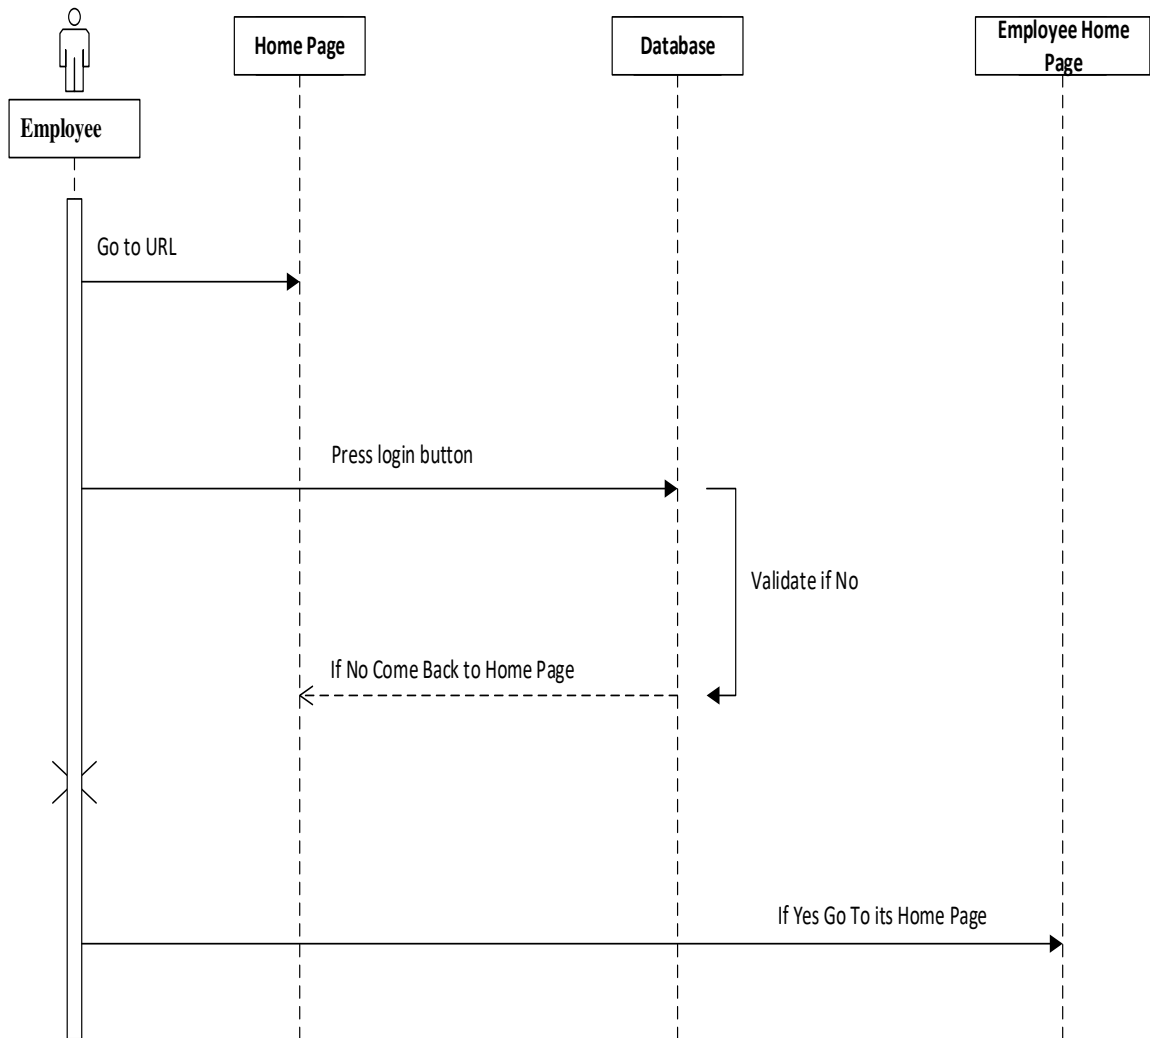 Home Page
Database
Employee Home
Page
Employee
Go to URL
Press login button
Validate if No
If No Come Back to Home Page
If Yes Go To its Home Page